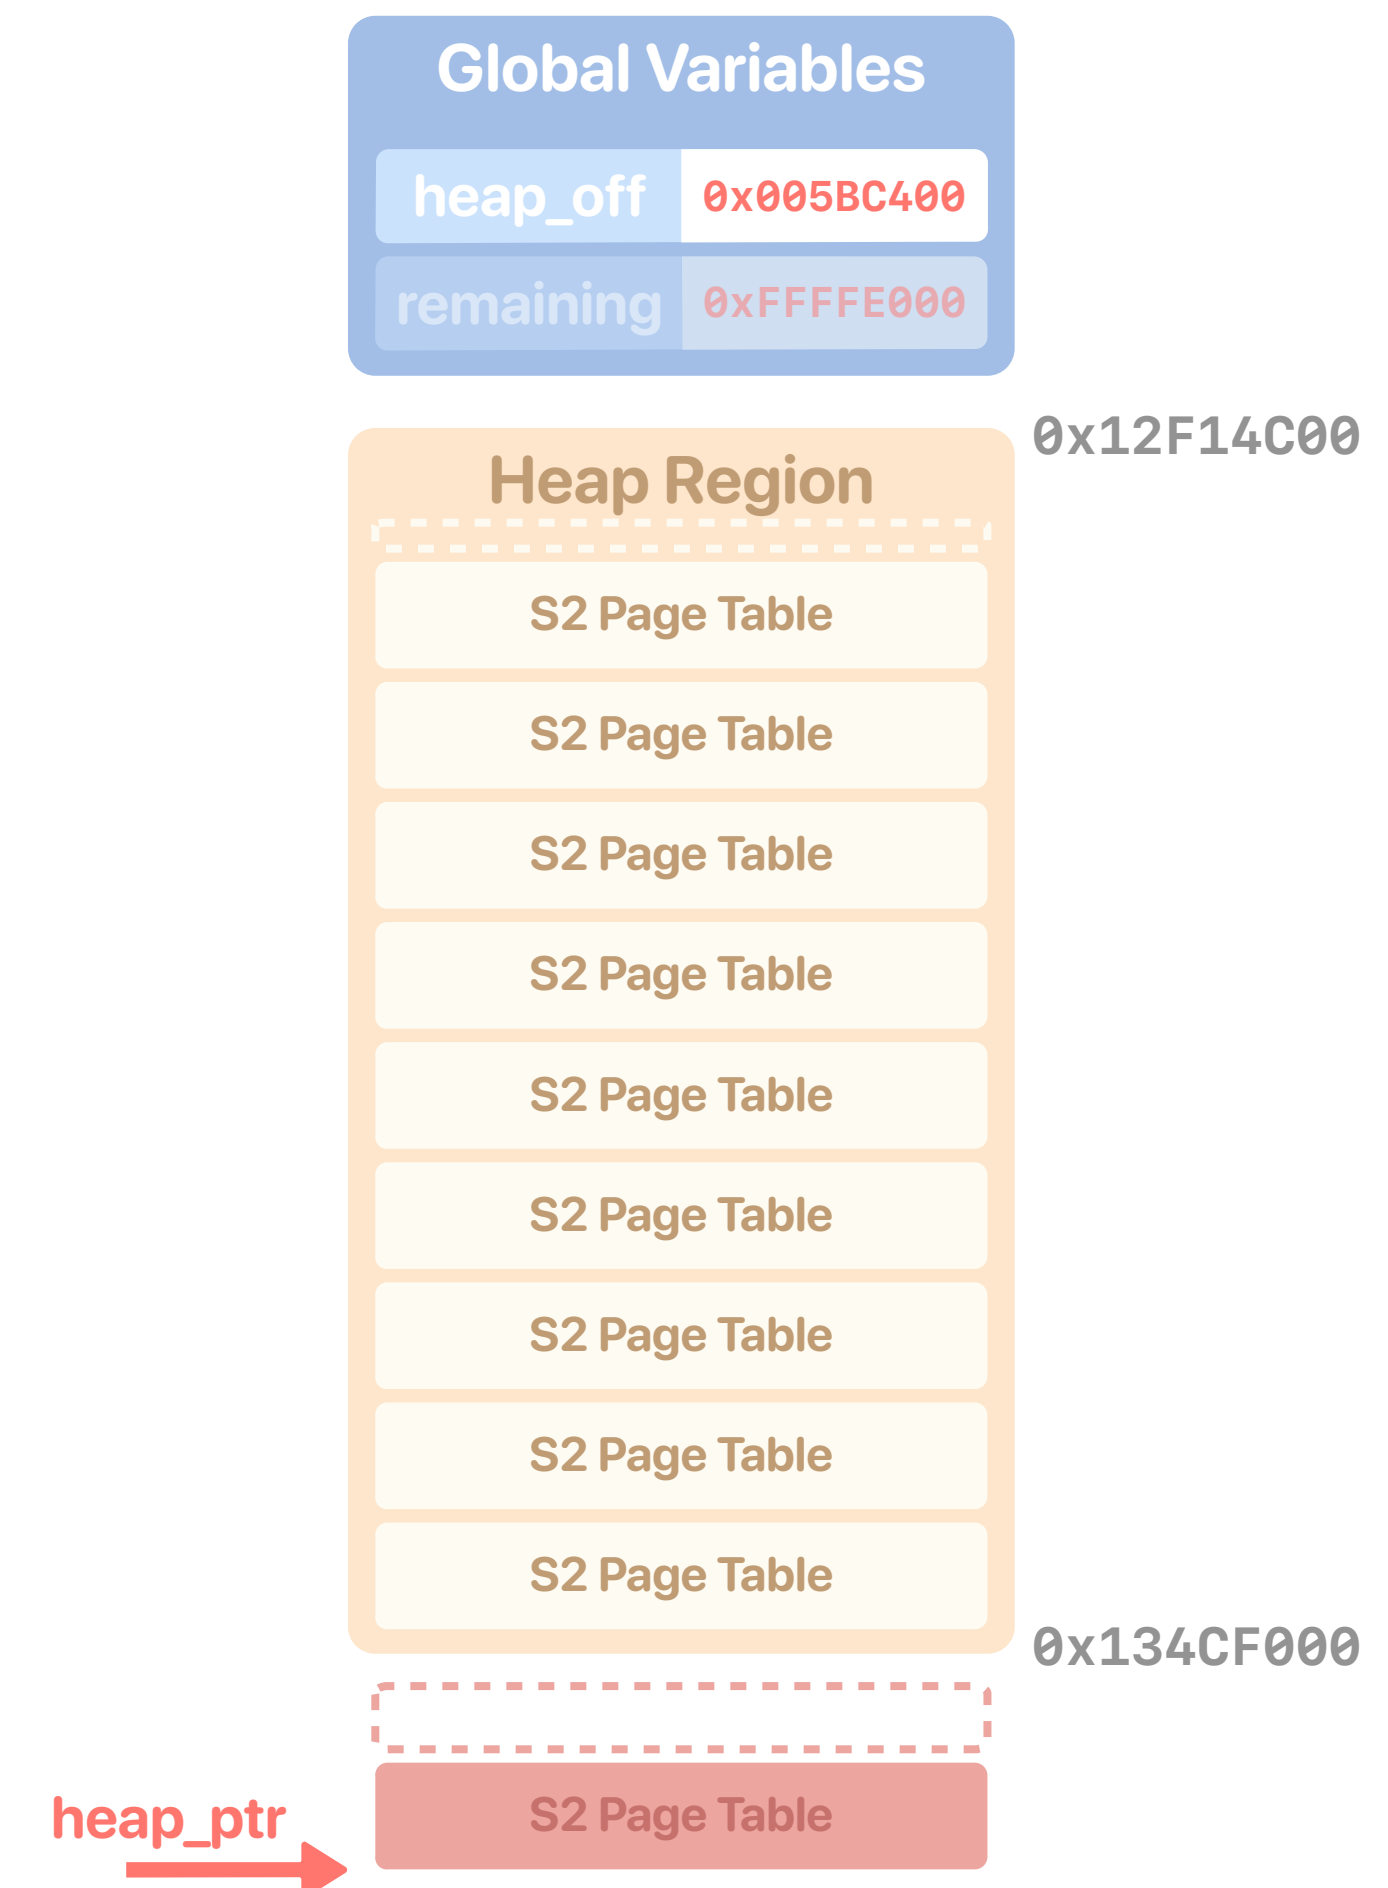 Global Variables
heap_off 0x005BC400
remaining 0xFFFFE000
0x12F14C00
Heap Region
S2 Page Table
S2 Page Table
S2 Page Table
S2 Page Table
S2 Page Table
S2 Page Table
S2 Page Table
S2 Page Table
S2 Page Table
0x134CF000
heap_ptr
S2 Page Table